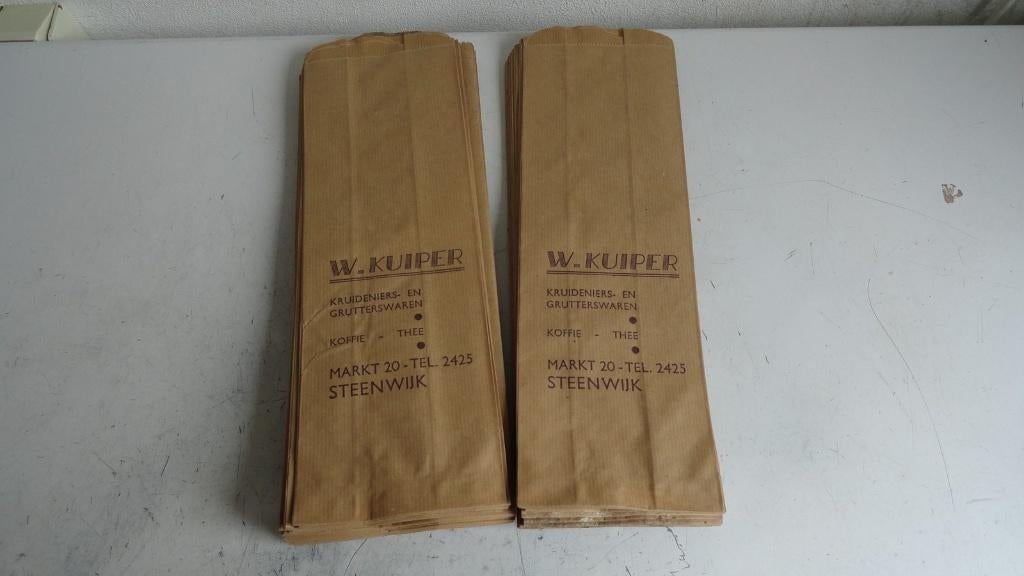 W. KUIPER
KRUIDENIERS- EN
GRUTTERSWAREN
KOFFIE - THEE
MARKT 20 - TEL. 2425
STEENWIJK
W. KUIPER
KRUIDENIERS- EN
GRUTTERSWAREN
KOFFIE - THEE
MARKT 20 - TEL. 2425
STEENWIJK